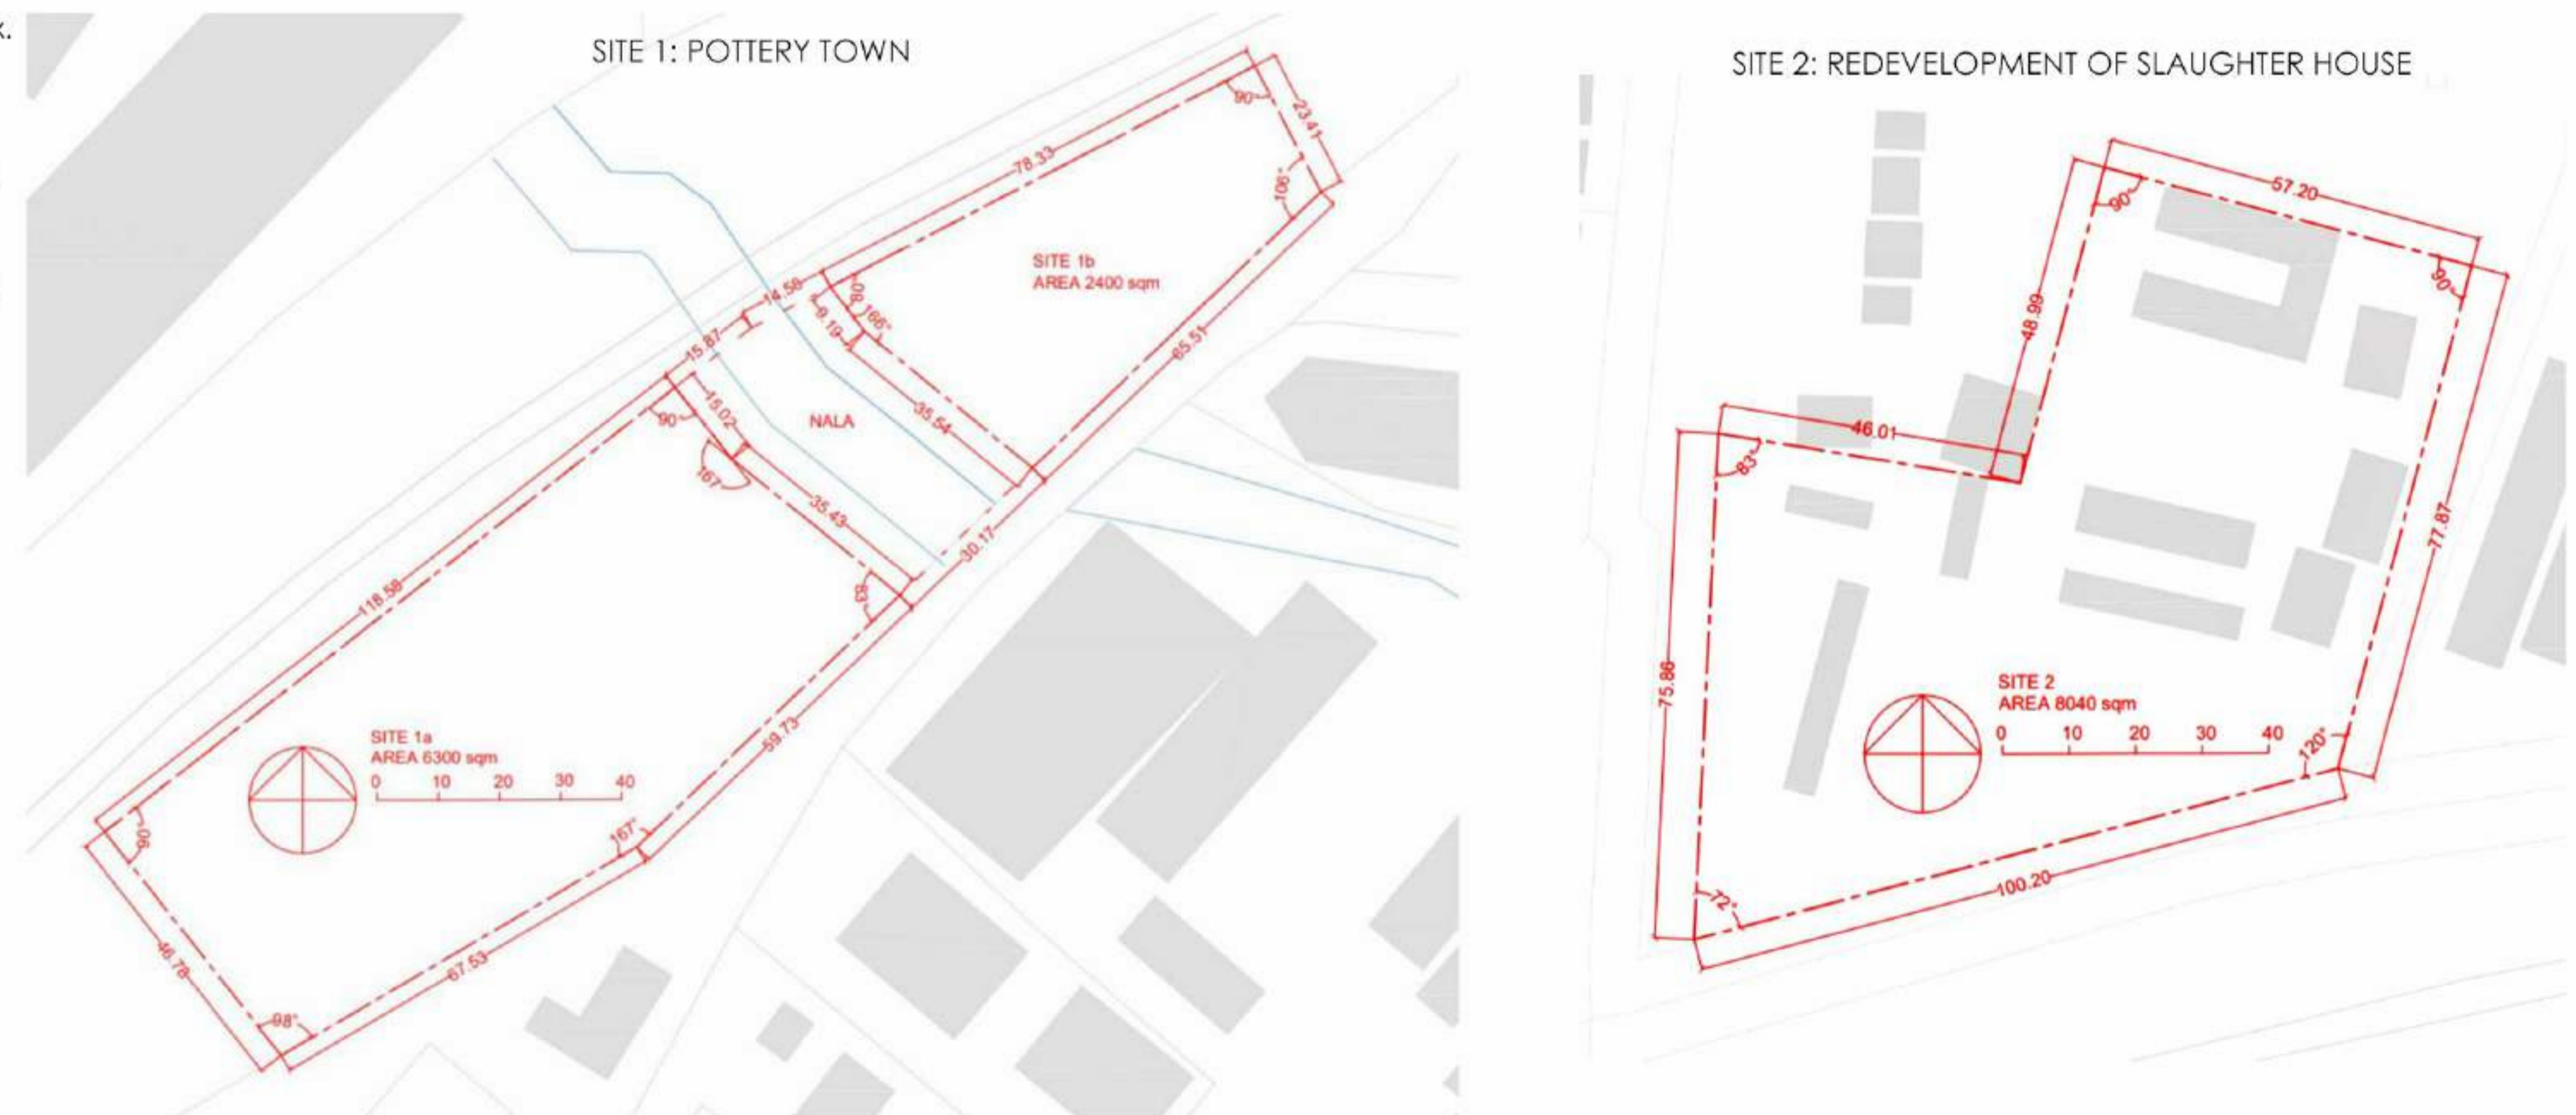 x.
SITE 1: POTTERY TOWN
90
23.41
78.33
106°
SITE 1b
AREA 2400 sqm
14.58
80°
166°
9.19
15.87
65.51
15.02
90
NALA
35.54
167
35.43
30.17
83°
118.58
59.73
SITE 1a
AREA 6300 sqm
0 10 20 30 40
90°
167°
46.78
67.53
98°
SITE 2: REDEVELOPMENT OF SLAUGHTER HOUSE
57.20
90°
90°
48.99
46.01
83°
77.87
75.86
SITE 2
AREA 8040 sqm
0 10 20 30 40
120°
100.20
72°